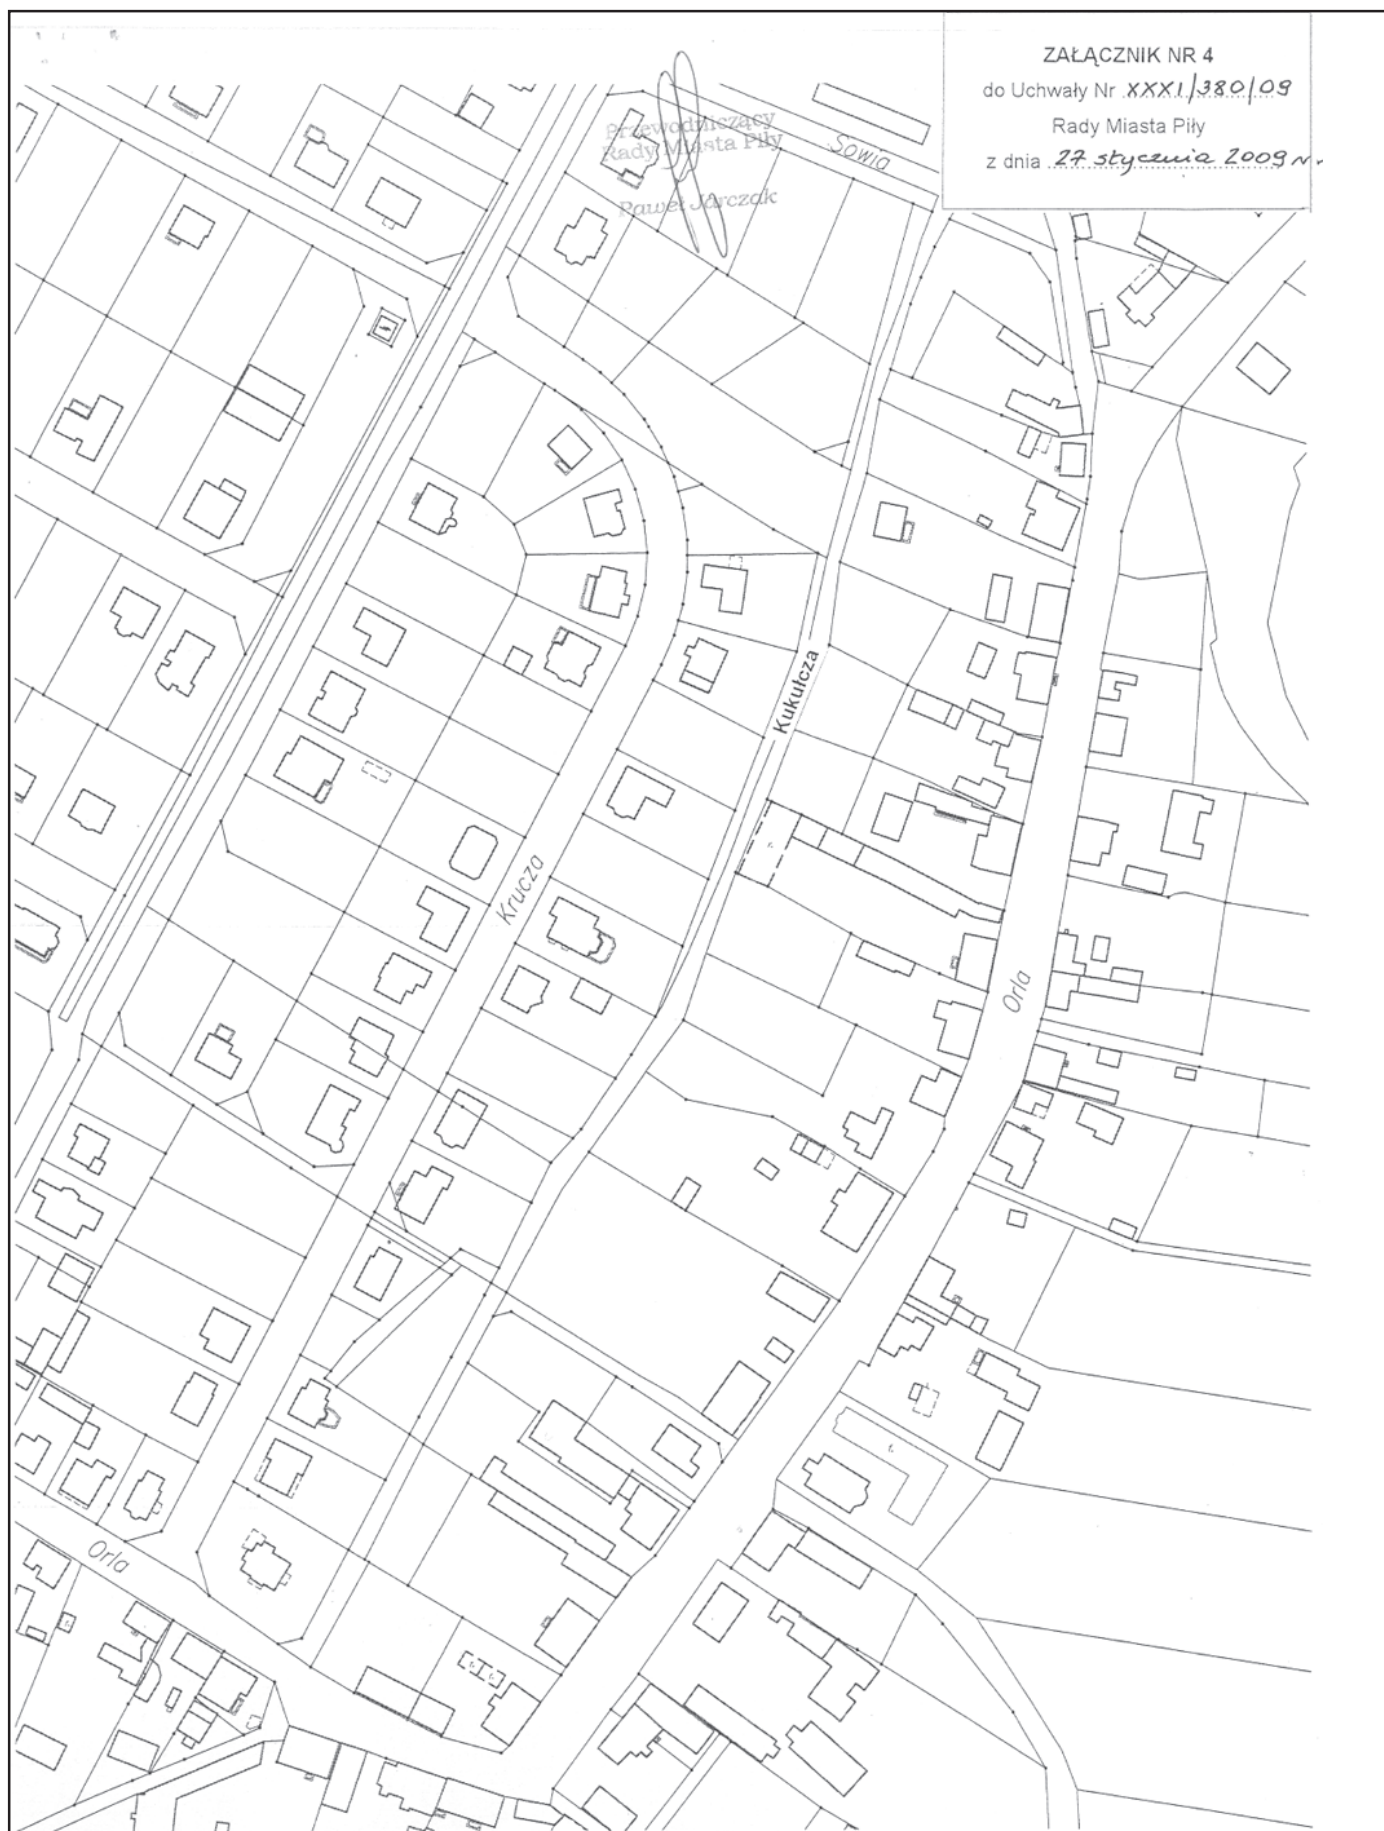 ZAŁĄCZNIK NR 4
do Uchwały Nr XXXI/380/09
Rady Miasta Piły
z dnia 27 stycznia 2009 r.
Przewodniczący
Rady Miasta Piły
Paweł Jarczak
Sowia
Kukułcza
Krucza
Orla
Orla